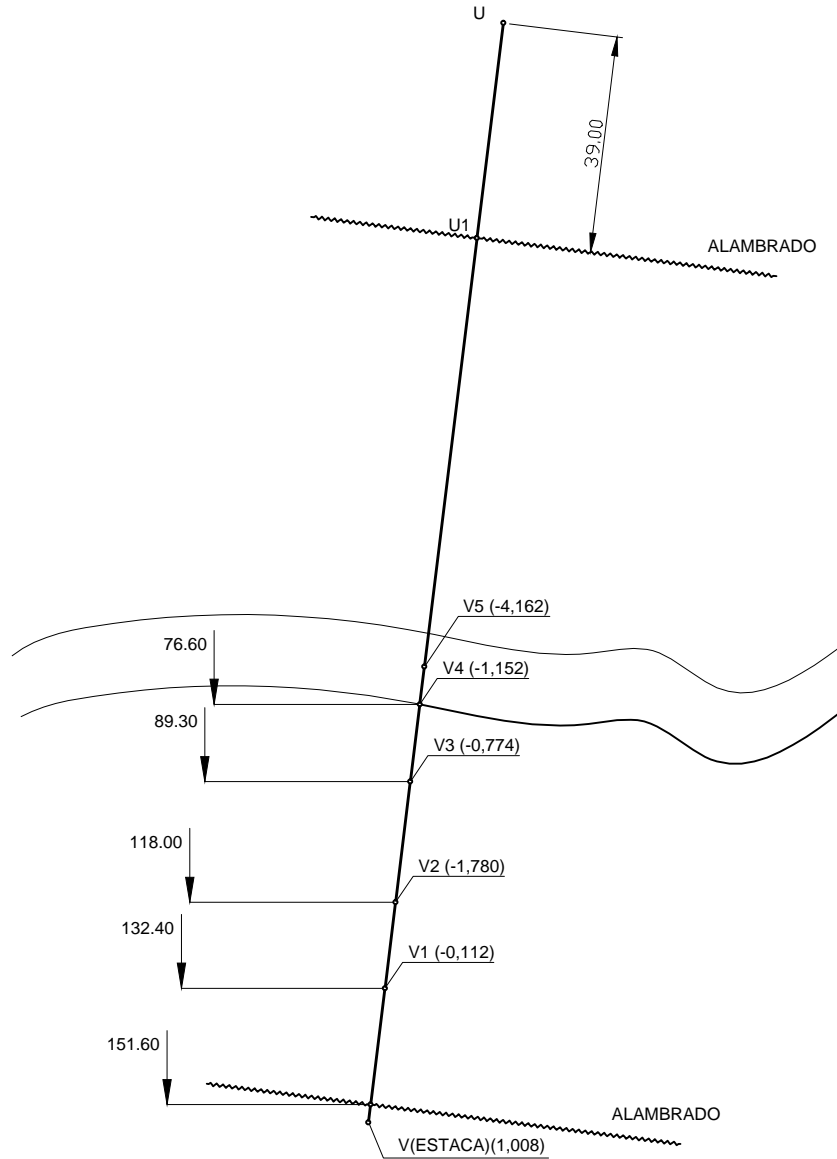 U
39.00
U1
ALAMBRADO
V5 (-4,162)
76.60
V4 (-1,152)
89.30
V3 (-0,774)
118.00
V2 (-1,780)
132.40
V1 (-0,112)
151.60
ALAMBRADO
V(ESTACA)(1,008)